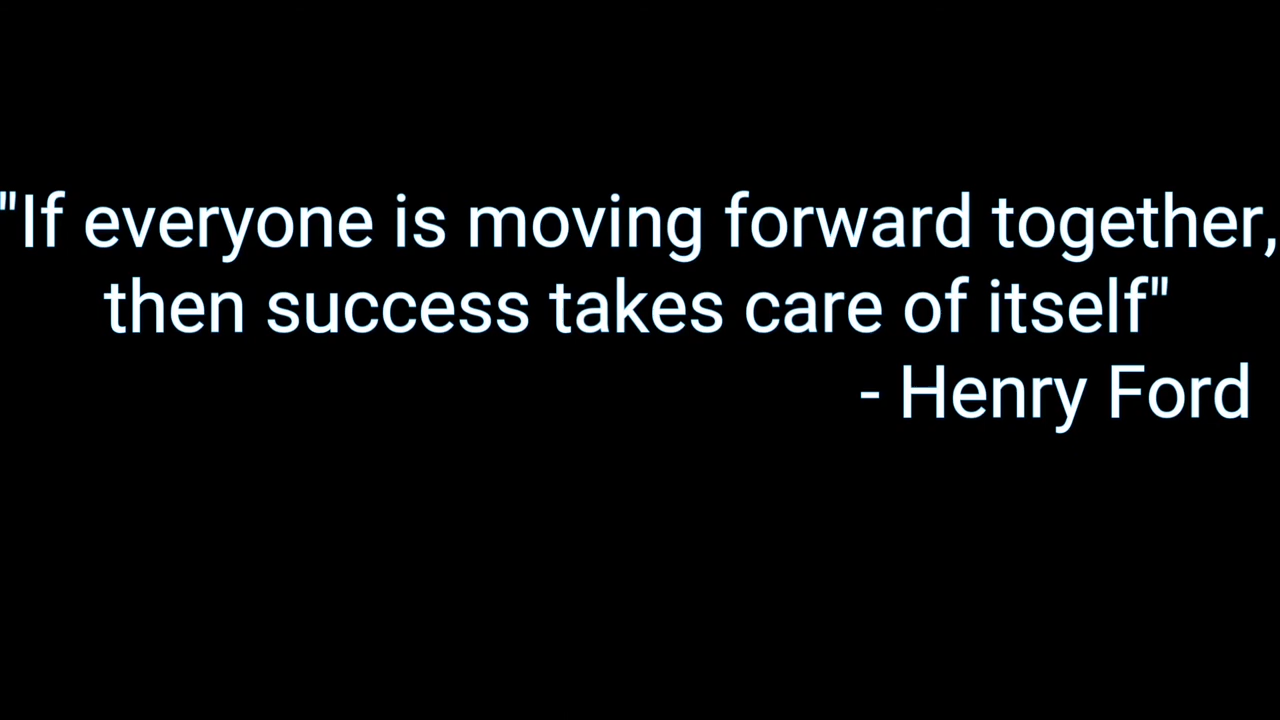 "If everyone is moving forward together,
then success takes care of itself"
- Henry Ford